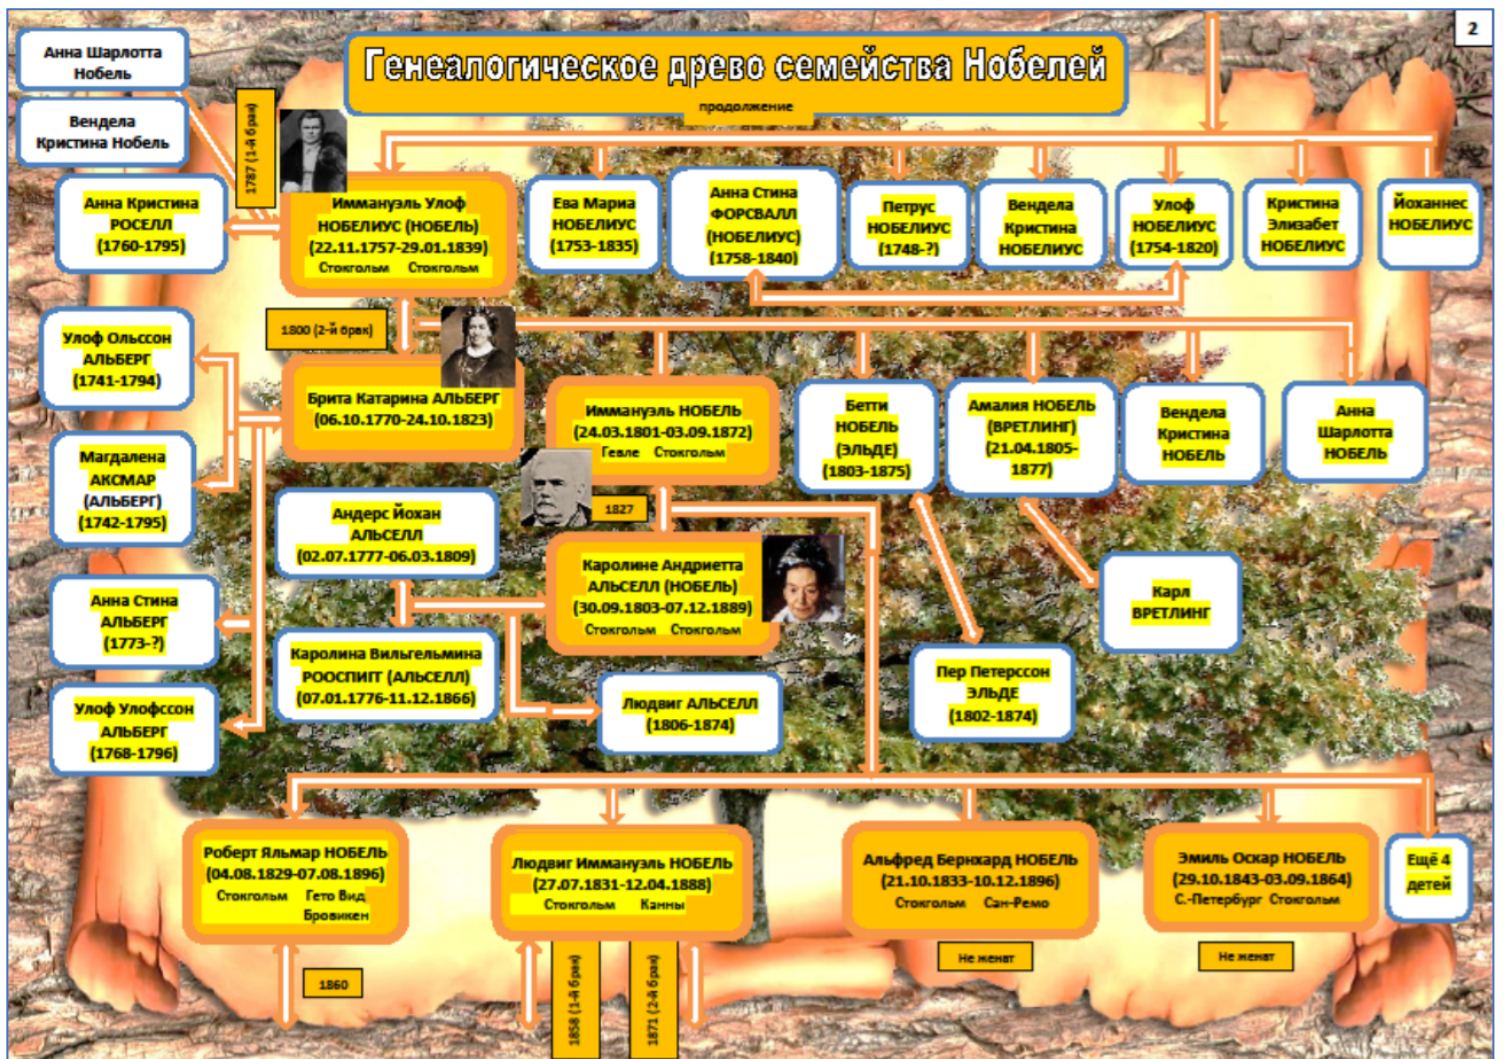 2
Генеалогическое древо семейства Нобелей
продолжение
Анна Шарлотта
Нобель
Вендела
Кристина Нобель
1787 (1-й брак)
Анна Кристина
РОСЕЛЛ
(1760-1795)
Иммануэль Улоф
НОБЕЛИУС (НОБЕЛЬ)
(22.11.1757-29.01.1839)
Стокгольм Стокгольм
Ева Мария
НОБЕЛИУС
(1753-1835)
Анна Стина
ФОРСВАЛЛ
(НОБЕЛИУС)
(1758-1840)
Петрус
НОБЕЛИУС
(1748-?)
Вендела
Кристина
НОБЕЛИУС
Улоф
НОБЕЛИУС
(1754-1820)
Кристина
Элизабет
НОБЕЛИУС
Йоханнес
НОБЕЛИУС
1800 (2-й брак)
Улоф Ольссон
АЛЬБЕРГ
(1741-1794)
Брита Катарина АЛЬБЕРГ
(06.10.1770-24.10.1823)
Иммануэль НОБЕЛЬ
(24.03.1801-03.09.1872)
Гевле Стокгольм
Бетти
НОБЕЛЬ
(ЭЛЬДЕ)
(1803-1875)
Амалия НОБЕЛЬ
(ВРЕТЛИНГ)
(21.04.1805-
1877)
Вендела
Кристина
НОБЕЛЬ
Анна
Шарлотта
НОБЕЛЬ
Магдалена
АКСМАР
(АЛЬБЕРГ)
(1742-1795)
Андерс Йохан
АЛЬСЕЛЛ
(02.07.1777-06.03.1809)
1827
Каролине Андриетта
АЛЬСЕЛЛ (НОБЕЛЬ)
(30.09.1803-07.12.1889)
Стокгольм Стокгольм
Карл
ВРЕТЛИНГ
Анна Стина
АЛЬБЕРГ
(1773-?)
Каролина Вильгельмина
РООСПИГГ (АЛЬСЕЛЛ)
(07.01.1776-11.12.1866)
Людвиг АЛЬСЕЛЛ
(1806-1874)
Пер Петерссон
ЭЛЬДЕ
(1802-1874)
Улоф Улофссон
АЛЬБЕРГ
(1768-1796)
Роберт Яльмар НОБЕЛЬ
(04.08.1829-07.08.1896)
Стокгольм Гето Вид
Бровикен
Людвиг Иммануэль НОБЕЛЬ
(27.07.1831-12.04.1888)
Стокгольм Канны
Альфред Бернхард НОБЕЛЬ
(21.10.1833-10.12.1896)
Стокгольм Сан-Ремо
Эмиль Оскар НОБЕЛЬ
(29.10.1843-03.09.1864)
С.-Петербург Стокгольм
Ещё 4
детей
1860
1858 (1-й брак)
1871 (2-й брак)
Не женат
Не женат